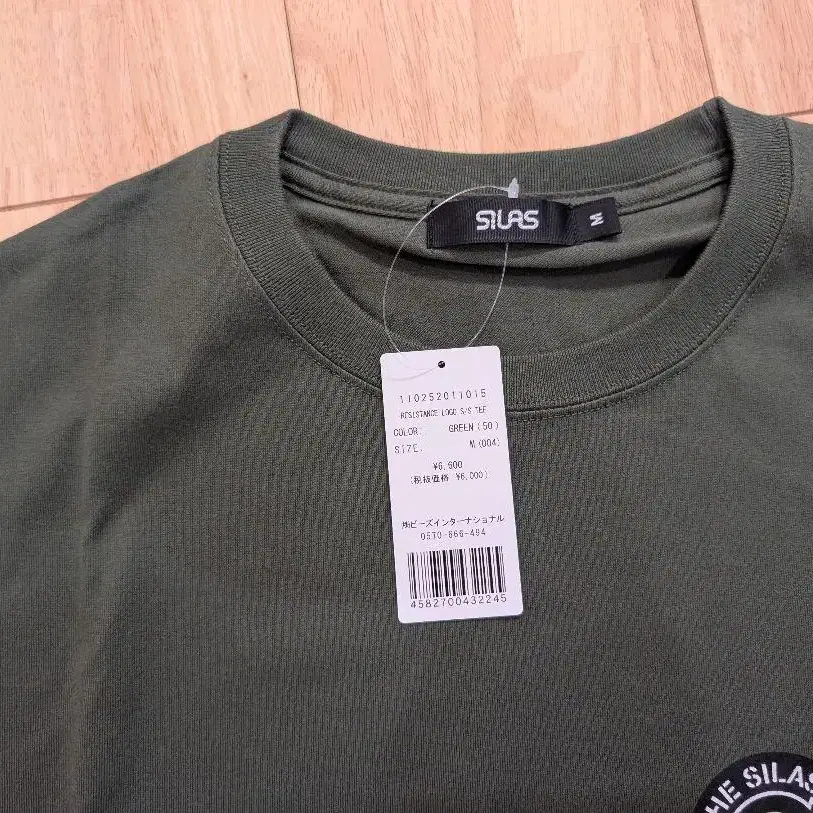 SILAS
M
110252011015
RESISTANCE LOGO S/S TEE
COLOR. GREEN(50)
SIZE. M(004)
¥6,600
(税抜価格 ¥6,000)
㈱ビーズインターナショナル
0570-666-494
4582700432245
HE SILAS